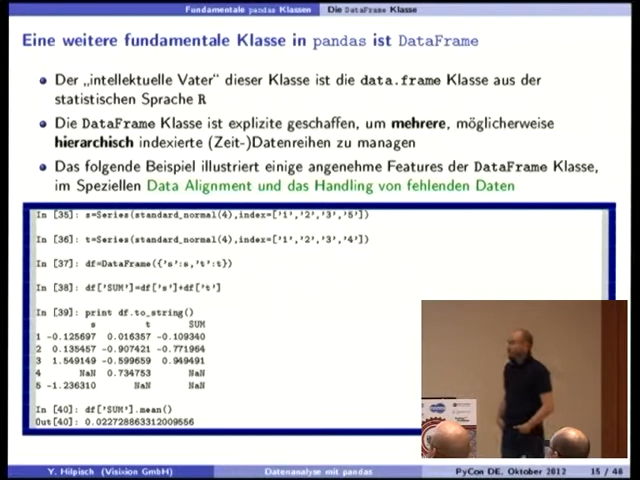 Fundamentale pandas Klassen Die DataFrame Klasse
Eine weitere fundamentale Klasse in pandas ist DataFrame
Der „intellektuelle Vater“ dieser Klasse ist die data.frame Klasse aus der
statistischen Sprache R
Die DataFrame Klasse ist explizite geschaffen, um mehrere, möglicherweise
hierarchisch indexierte (Zeit-)Datenreihen zu managen
Das folgende Beispiel illustriert einige angenehme Features der DataFrame Klasse,
im Speziellen Data Alignment und das Handling von fehlenden Daten
In [35]: s=Series(standard_normal(4),index=['1','2','3','5'])
In [36]: t=Series(standard_normal(4),index=['1','2','3','4'])
In [37]: df=DataFrame({'s':s,'t':t})
In [38]: df['SUM']=df['s']+df['t']
In [39]: print df.to_string()
s t SUM
1 -0.125697 0.016357 -0.109340
2 0.135457 -0.907421 -0.771964
3 1.549149 -0.599659 0.949491
4 NaN 0.734753 NaN
5 -1.236310 NaN NaN
In [40]: df['SUM'].mean()
Out[40]: 0.022728863312009556
Y. Hilpisch (Visixion GmbH) Datenanalyse mit pandas PyCon DE, Oktober 2012 15 / 48